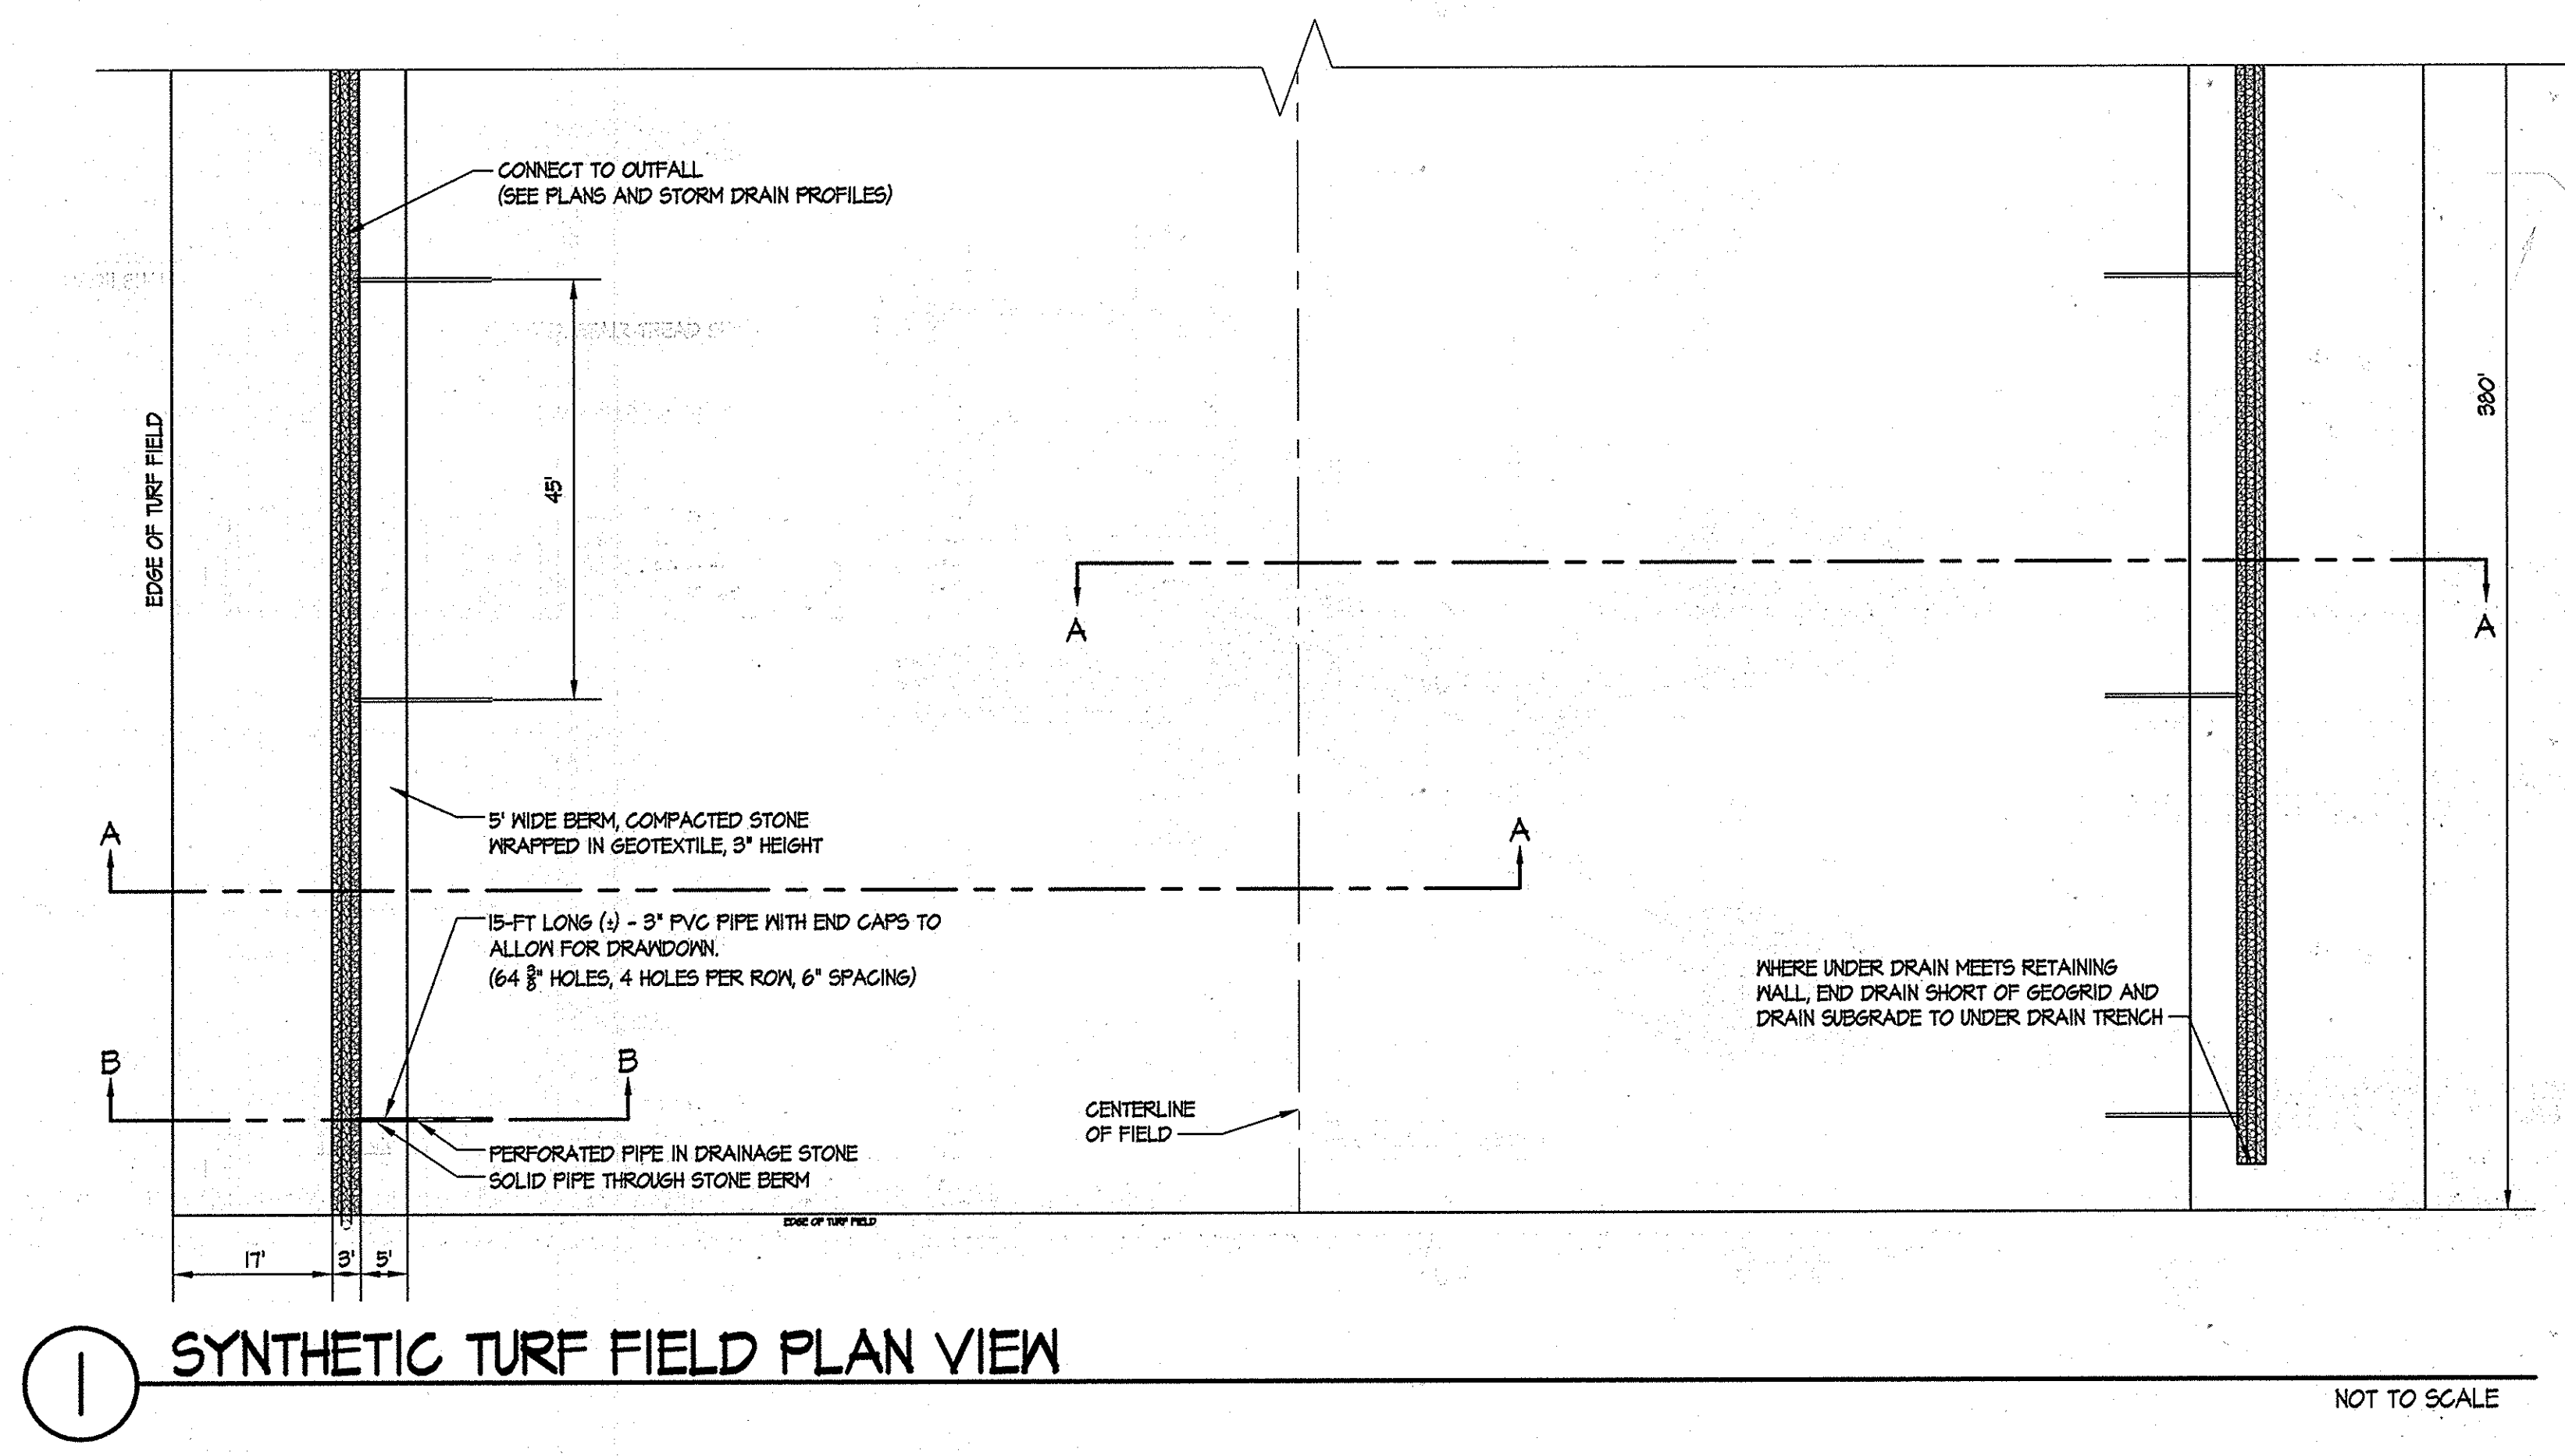 CONNECT TO OUTFALL
(SEE PLANS AND STORM DRAIN PROFILES)
EDGE OF TURF FIELD
45'
380'
A
A
5' WIDE BERM, COMPACTED STONE
WRAPPED IN GEOTEXTILE, 3" HEIGHT
A
A
15-FT LONG (±) - 3" PVC PIPE WITH END CAPS TO
ALLOW FOR DRAWDOWN.
(64 3/8" HOLES, 4 HOLES PER ROW, 6" SPACING)
WHERE UNDER DRAIN MEETS RETAINING
WALL, END DRAIN SHORT OF GEOGRID AND
DRAIN SUBGRADE TO UNDER DRAIN TRENCH
B
B
CENTERLINE
OF FIELD
PERFORATED PIPE IN DRAINAGE STONE
SOLID PIPE THROUGH STONE BERM
EDGE OF TURF FIELD
17'
3'
5'
1
SYNTHETIC TURF FIELD PLAN VIEW
NOT TO SCALE